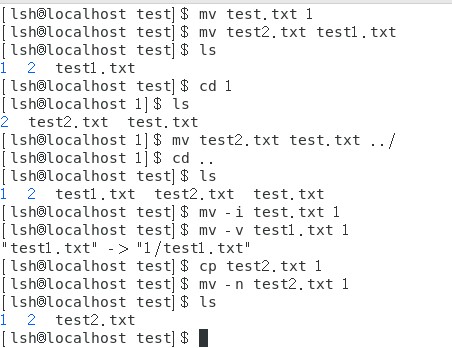 [lsh@localhost test]$ mv test.txt 1
[lsh@localhost test]$ mv test2.txt test1.txt
[lsh@localhost test]$ ls
1  2  test1.txt
[lsh@localhost test]$ cd 1
[lsh@localhost 1]$ ls
2  test2.txt  test.txt
[lsh@localhost 1]$ mv test2.txt test.txt ../
[lsh@localhost 1]$ cd ..
[lsh@localhost test]$ ls
1  2  test1.txt  test2.txt  test.txt
[lsh@localhost test]$ mv -i test.txt 1
[lsh@localhost test]$ mv -v test1.txt 1
"test1.txt" -> "1/test1.txt"
[lsh@localhost test]$ cp test2.txt 1
[lsh@localhost test]$ mv -n test2.txt 1
[lsh@localhost test]$ ls
1  2  test2.txt
[lsh@localhost test]$